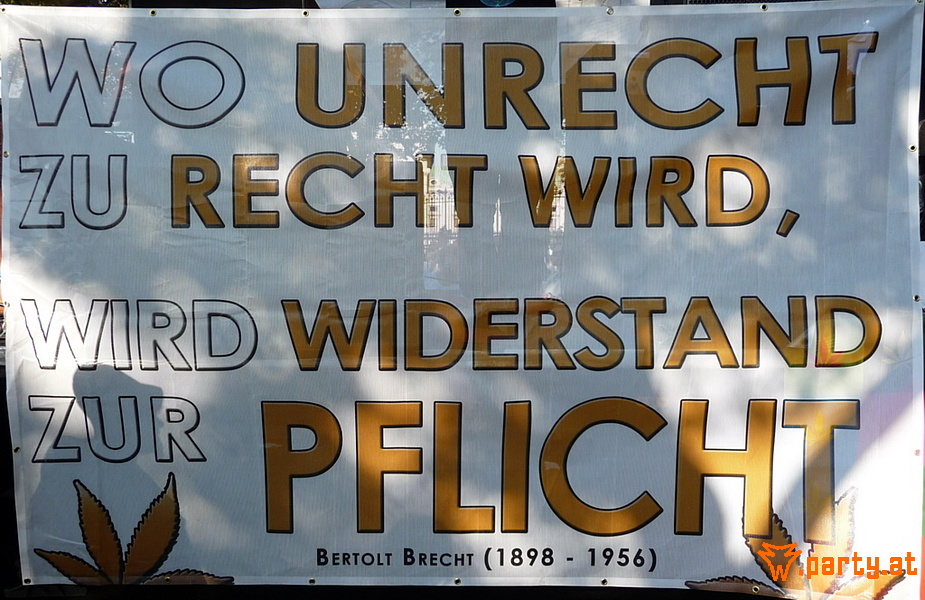 WO UNRECHT
ZU RECHT WIRD,
WIRD WIDERSTAND
ZUR PFLICHT
BERTOLT BRECHT (1898 - 1956)
w.party.at